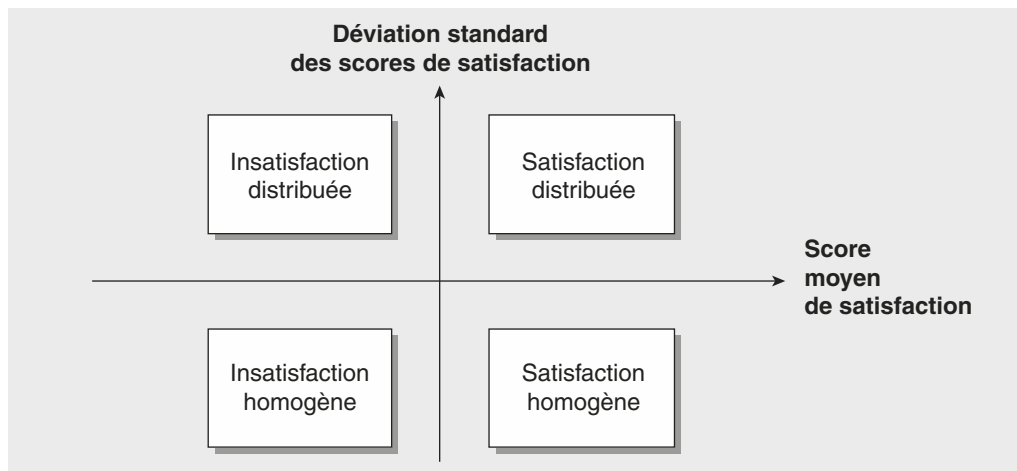 Déviation standard
des scores de satisfaction
Insatisfaction
distribuée
Satisfaction
distribuée
Score
moyen
de satisfaction
Insatisfaction
homogène
Satisfaction
homogène